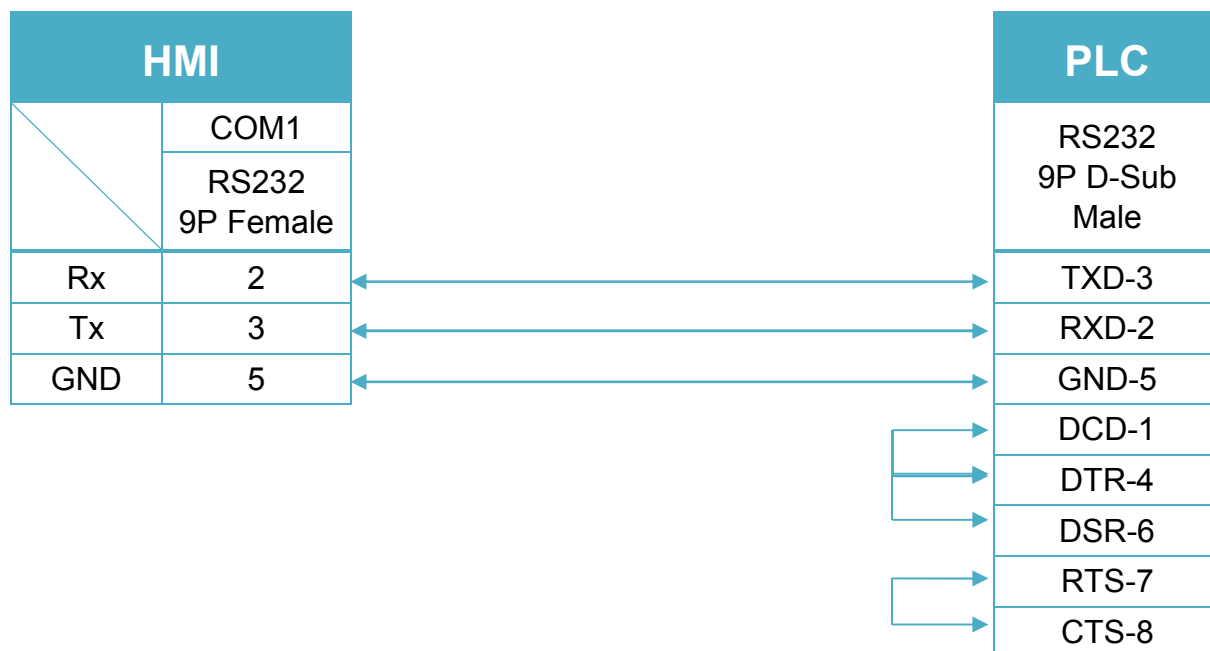 HMI
PLC
COM1
RS232
9P Female
RS232
9P D-Sub
Male
Rx 2 TXD-3
Tx 3 RXD-2
GND 5 GND-5
DCD-1
DTR-4
DSR-6
RTS-7
CTS-8